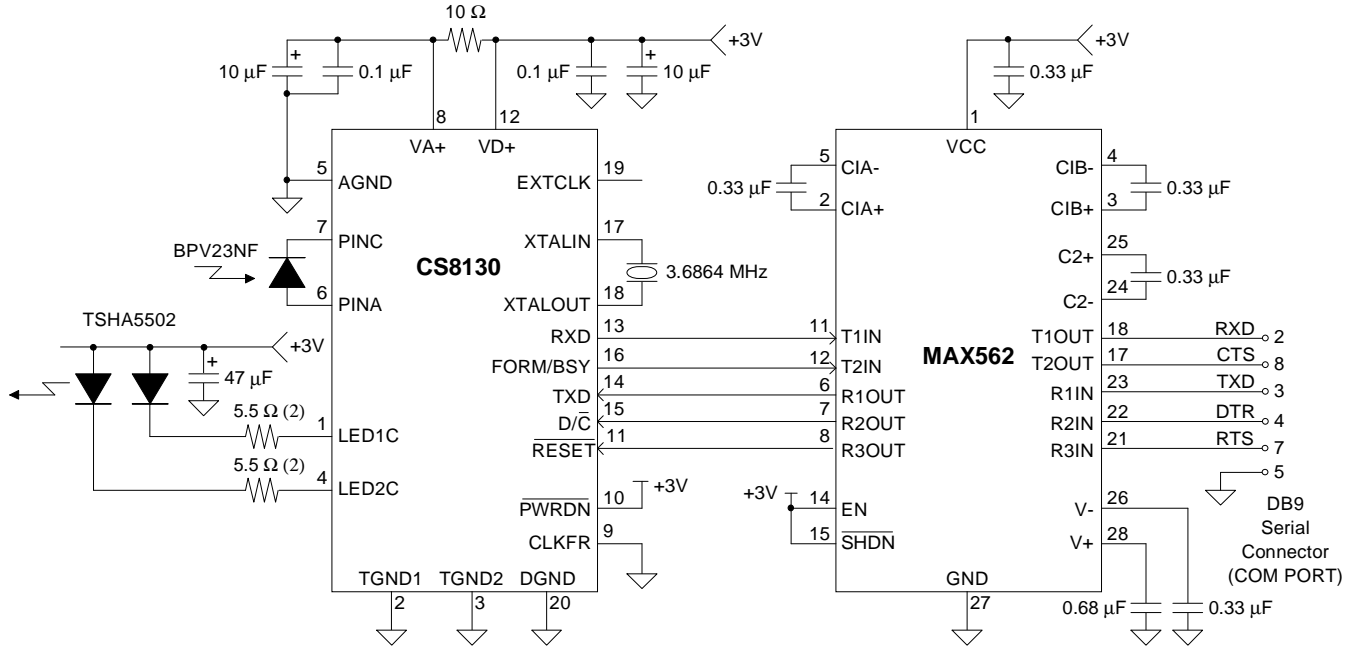 10 Ω
+3V
+3V
10 µF
+
0.1 µF
0.1 µF
+
10 µF
0.33 µF
8
12
1
VA+
VD+
VCC
5
AGND
EXTCLK
19
5
CIA-
CIB-
4
0.33 µF
0.33 µF
2
CIA+
CIB+
3
7
PINC
XTALIN
17
BPV23NF
CS8130
3.6864 MHz
C2+
25
0.33 µF
6
PINA
XTALOUT
18
C2-
24
TSHA5502
RXD
13
11
T1IN
MAX562
T1OUT
18
RXD
2
+3V
FORM/BSY
16
12
T2IN
T2OUT
17
CTS
8
+
47 µF
TXD
14
6
R1OUT
R1IN
23
TXD
3
5.5 Ω (2)
1
LED1C
D/C̅
15
7
R2OUT
R2IN
22
DTR
4
RESET
11
8
R3OUT
R3IN
21
RTS
7
5.5 Ω (2)
4
LED2C
5
+3V
+3V
PWRDN
10
14
EN
V-
26
DB9
Serial
Connector
(COM PORT)
CLKFR
9
15
SHDN
V+
28
TGND1
TGND2
DGND
GND
2
3
20
27
0.68 µF
0.33 µF